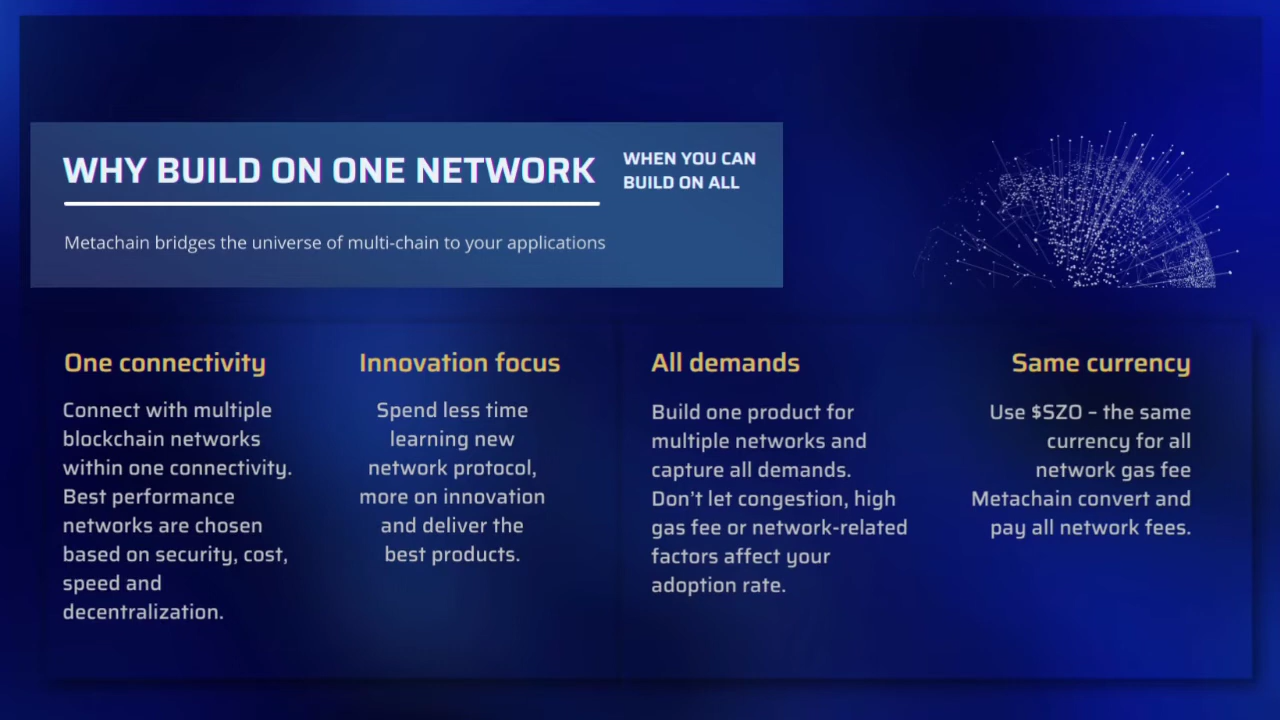 WHY BUILD ON ONE NETWORK
WHEN YOU CAN
BUILD ON ALL
Metachain bridges the universe of multi-chain to your applications
One connectivity
Connect with multiple
blockchain networks
within one connectivity.
Best performance
networks are chosen
based on security, cost,
speed and
decentralization.
Innovation focus
Spend less time
learning new
network protocol,
more on innovation
and deliver the
best products.
All demands
Build one product for
multiple networks and
capture all demands.
Don’t let congestion, high
gas fee or network-related
factors affect your
adoption rate.
Same currency
Use $SZO – the same
currency for all
network gas fee
Metachain convert and
pay all network fees.